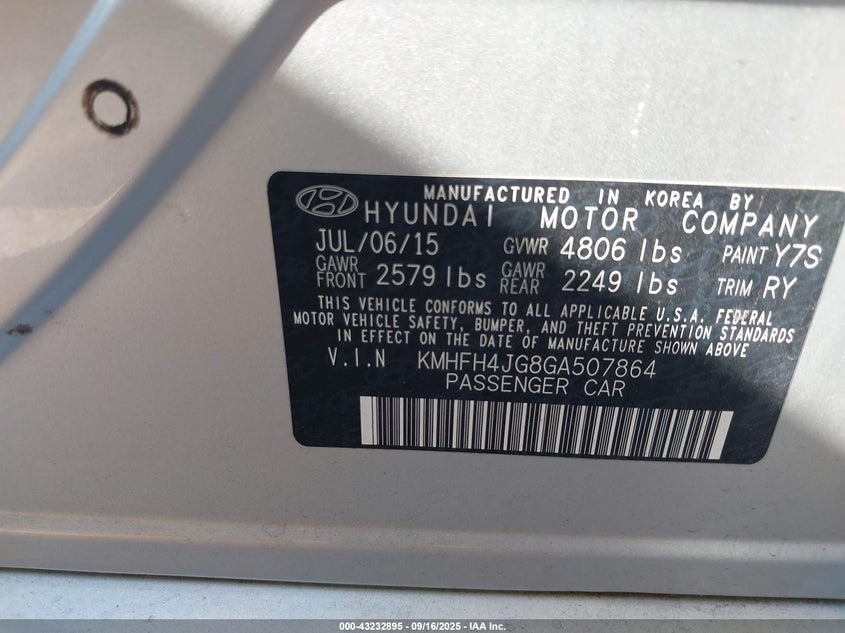 MANUFACTURED IN KOREA BY
HYUNDAI MOTOR COMPANY
JUL/06/15 GVWR 4806 lbs PAINT Y7S
GAWR FRONT 2579 lbs GAWR REAR 2249 lbs TRIM RY
THIS VEHICLE CONFORMS TO ALL APPLICABLE U.S.A. FEDERAL
MOTOR VEHICLE SAFETY, BUMPER, AND THEFT PREVENTION STANDARDS
IN EFFECT ON THE DATE OF MANUFACTURE SHOWN ABOVE
V.I.N KMHFH4JG8GA507864
PASSENGER CAR
000-43232895 - 09/16/2025 - IAA Inc.